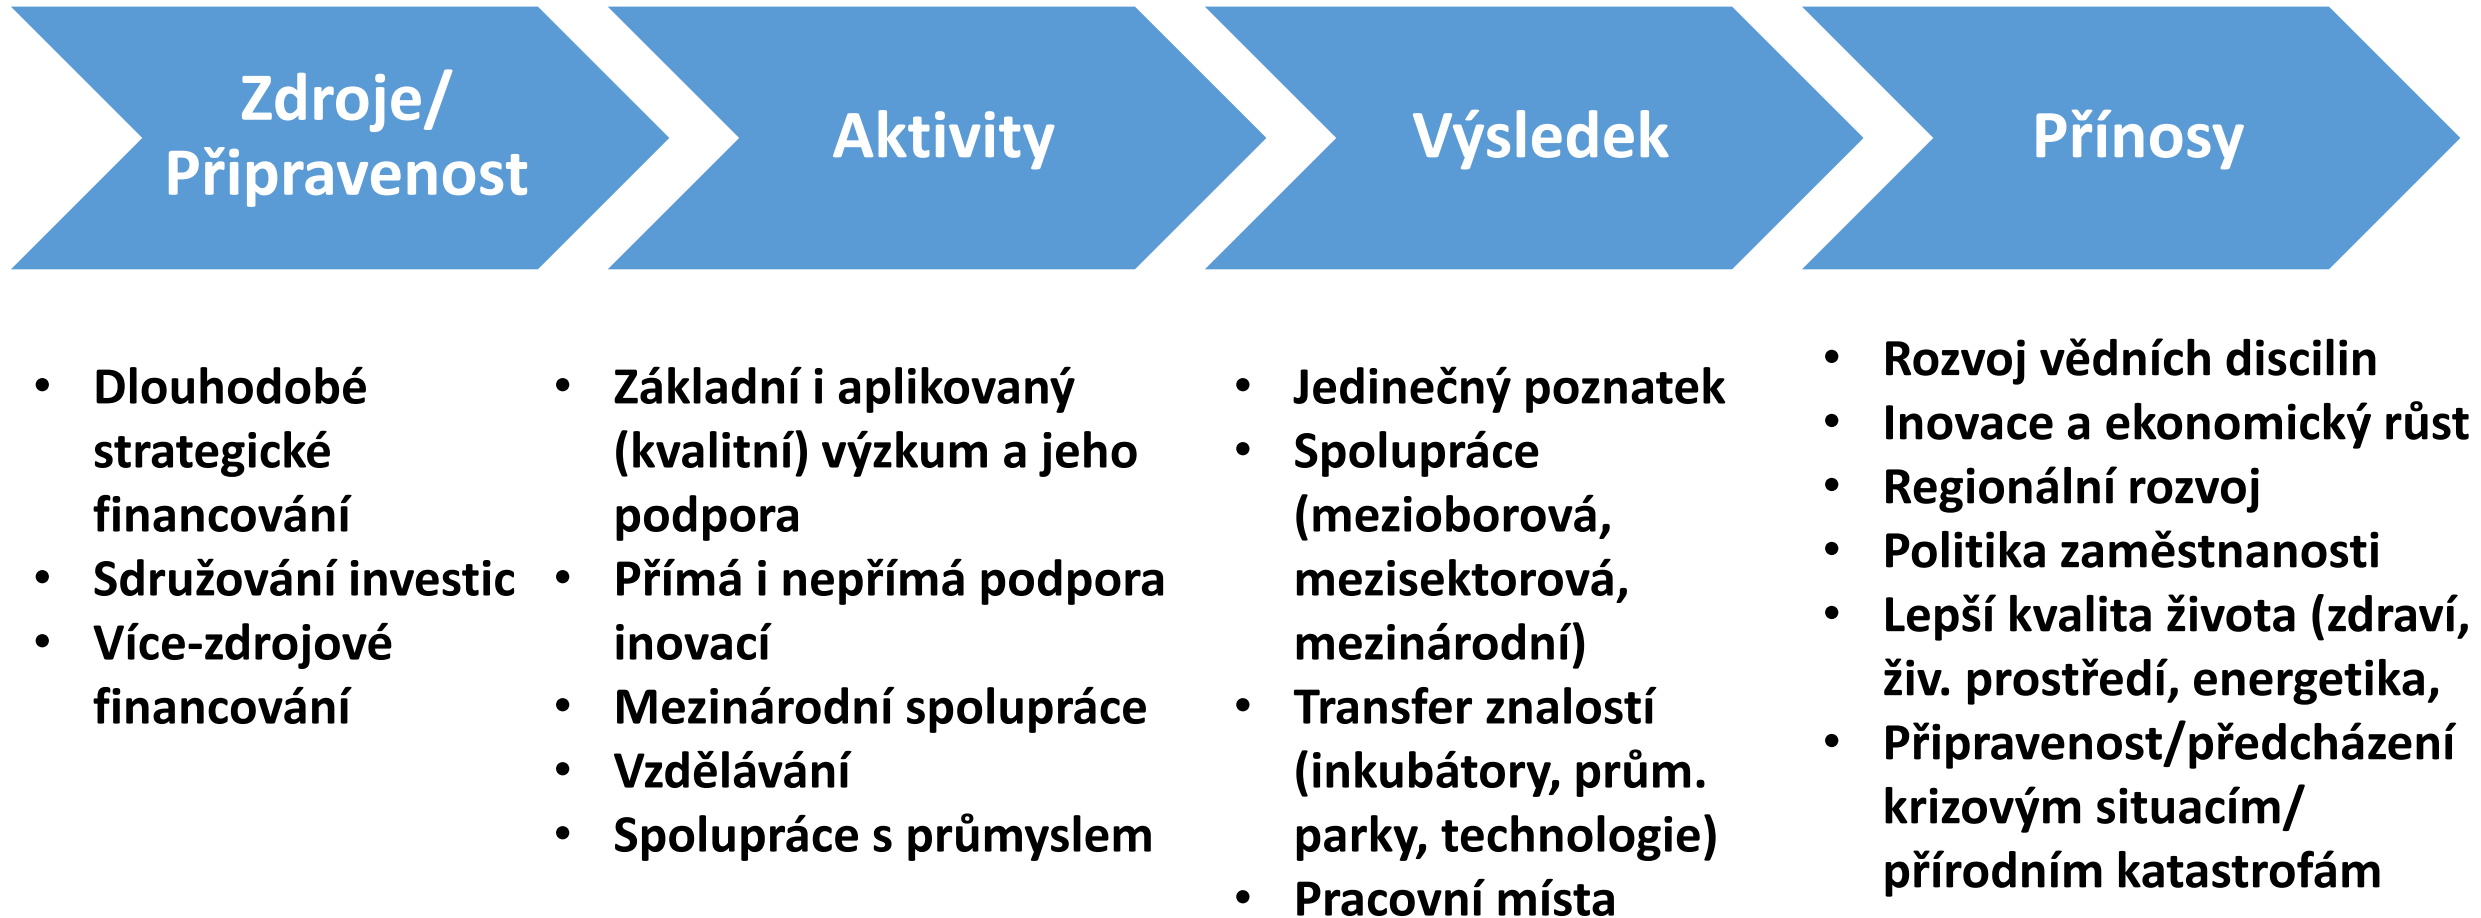 Zdroje/
Připravenost
Aktivity
Výsledek
Přínosy
• Dlouhodobé
strategické
financování
• Sdružování investic
• Více-zdrojové
financování
• Základní i aplikovaný
(kvalitní) výzkum a jeho
podpora
• Přímá i nepřímá podpora
inovací
• Mezinárodní spolupráce
• Vzdělávání
• Spolupráce s průmyslem
• Jedinečný poznatek
• Spolupráce
(mezioborová,
mezisektorová,
mezinárodní)
• Transfer znalostí
(inkubátory, prům.
parky, technologie)
• Pracovní místa
• Rozvoj vědních discilin
• Inovace a ekonomický růst
• Regionální rozvoj
• Politika zaměstnanosti
• Lepší kvalita života (zdraví,
živ. prostředí, energetika,
• Připravenost/předcházení
krizovým situacím/
přírodním katastrofám